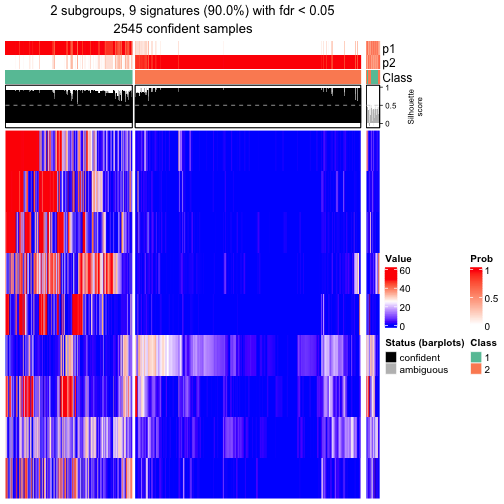 2 subgroups, 9 signatures (90.0%) with fdr < 0.05
2545 confident samples
p1
p2
Class
1
0.5
0
Silhouette
score
Value
60
40
20
0
Prob
1
0.5
0
Status (barplots)
confident
ambiguous
Class
1
2